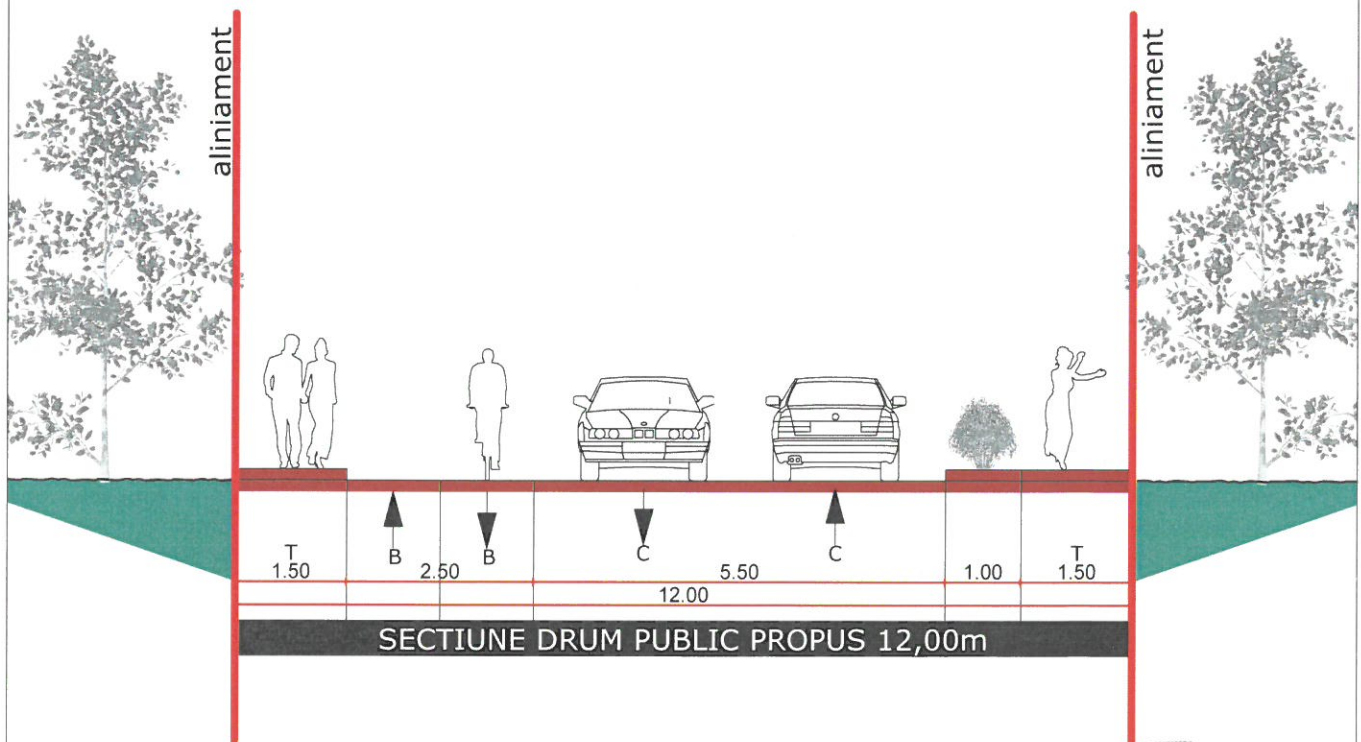 aliniament
aliniament
T B B C C T
1.50 2.50 5.50 1.00 1.50
12.00
SECTIUNE DRUM PUBLIC PROPUS 12,00m